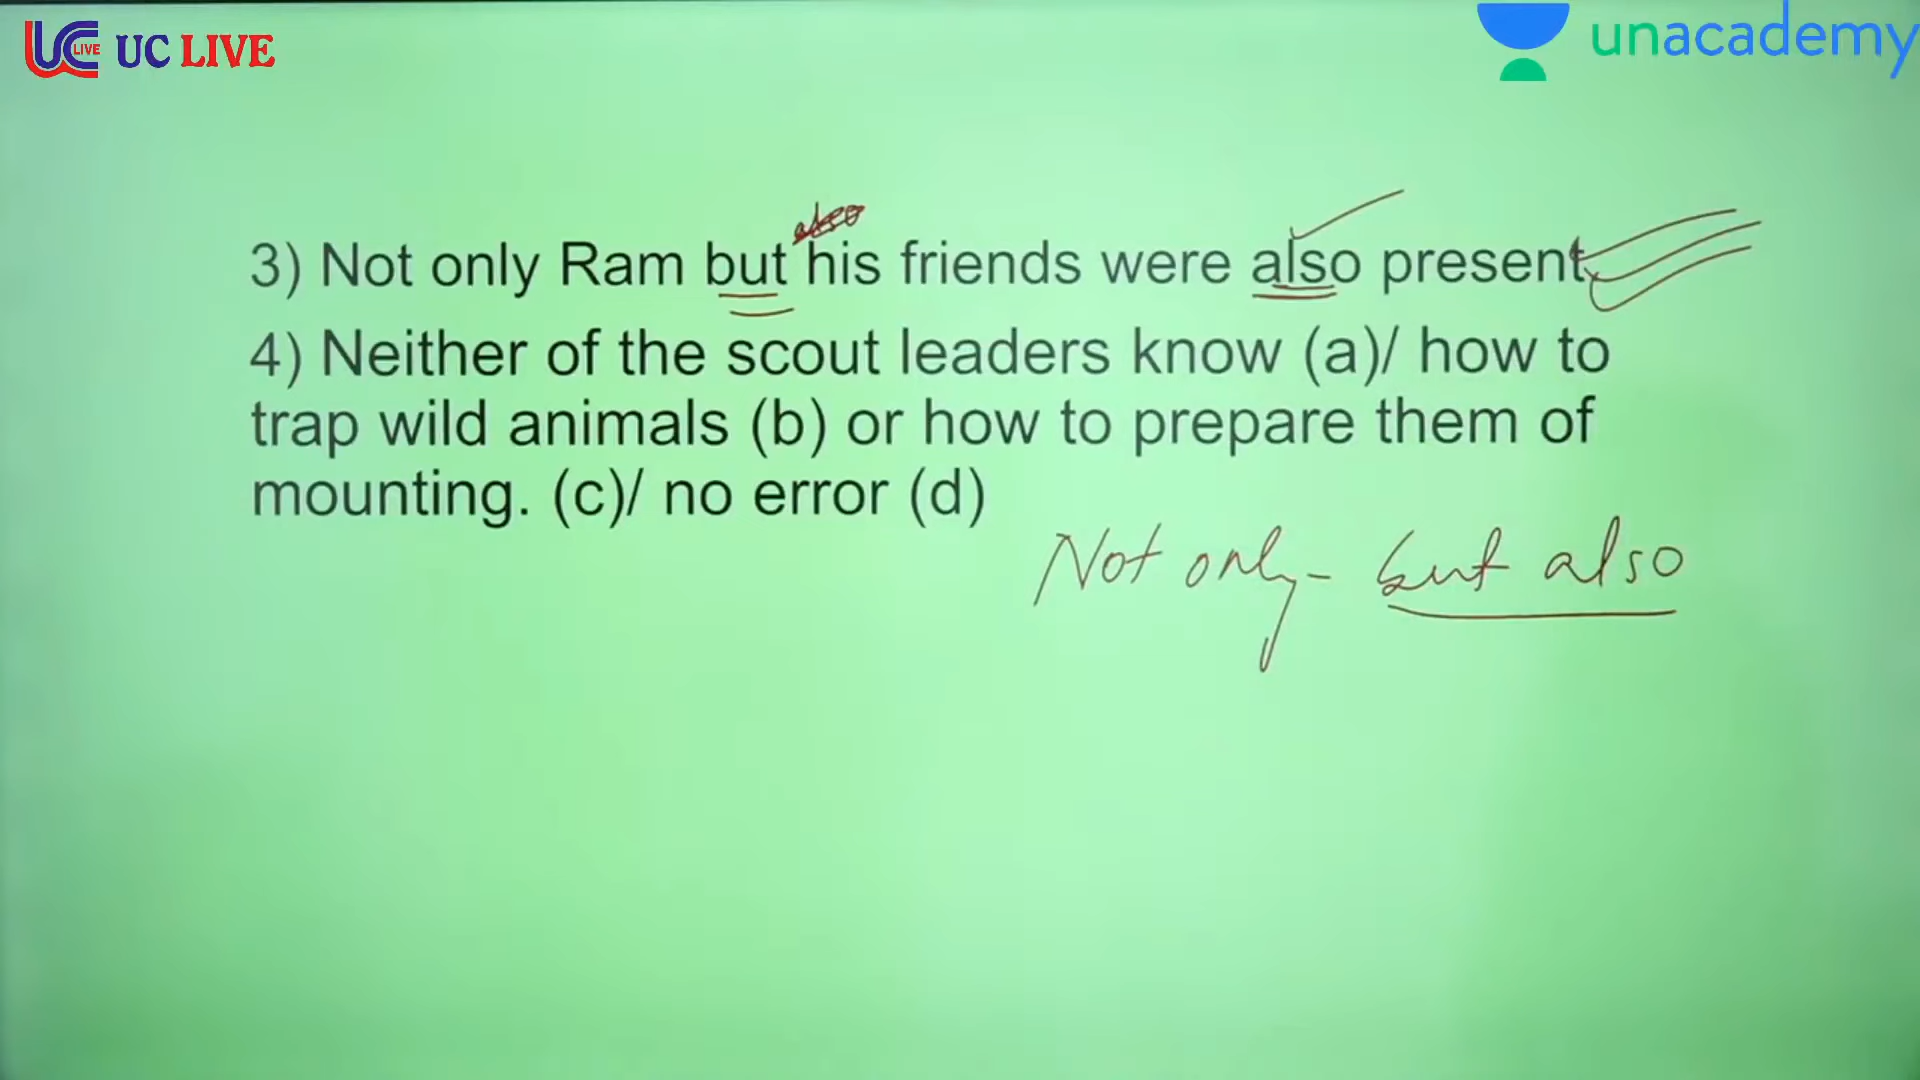 UC LIVE UC LIVE
unacademy
also
3) Not only Ram but his friends were also present.
4) Neither of the scout leaders know (a)/ how to
trap wild animals (b) or how to prepare them of
mounting. (c)/ no error (d)
Not only - but also